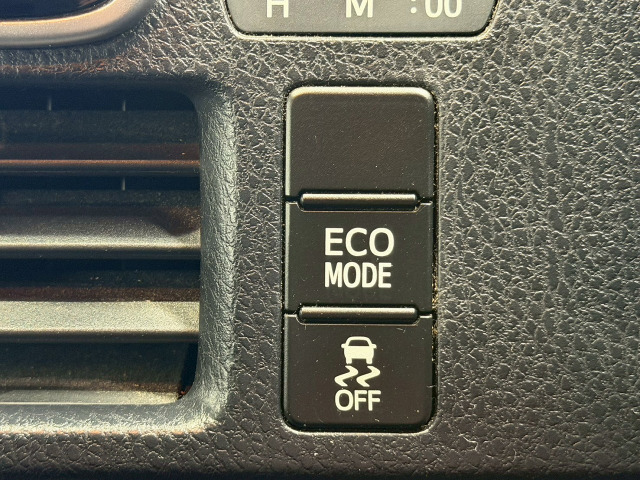 H M :00
ECO
MODE
OFF